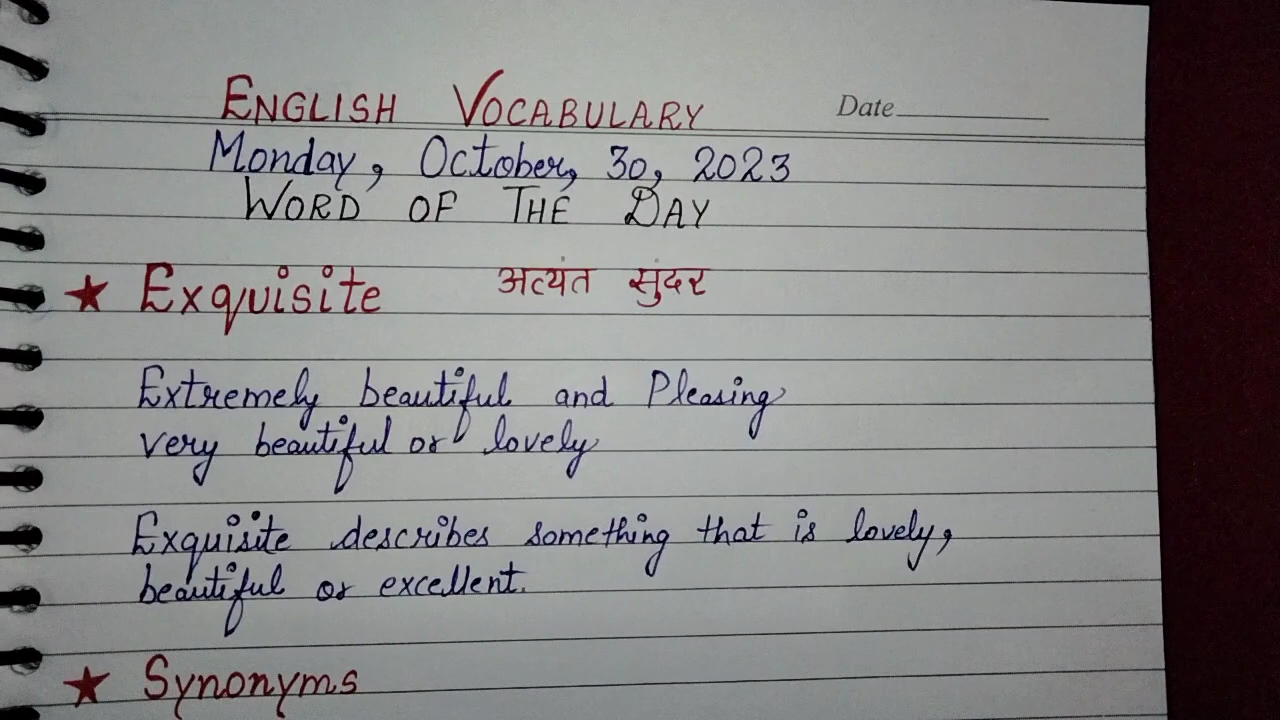 ENGLISH VOCABULARY
Date
Monday, October, 30, 2023
WORD OF THE DAY
★ Exquisite अत्यंत सुंदर
Extremely beautiful and Pleasing
very beautiful or lovely
Exquisite describes something that is lovely,
beautiful or excellent.
★ Synonyms